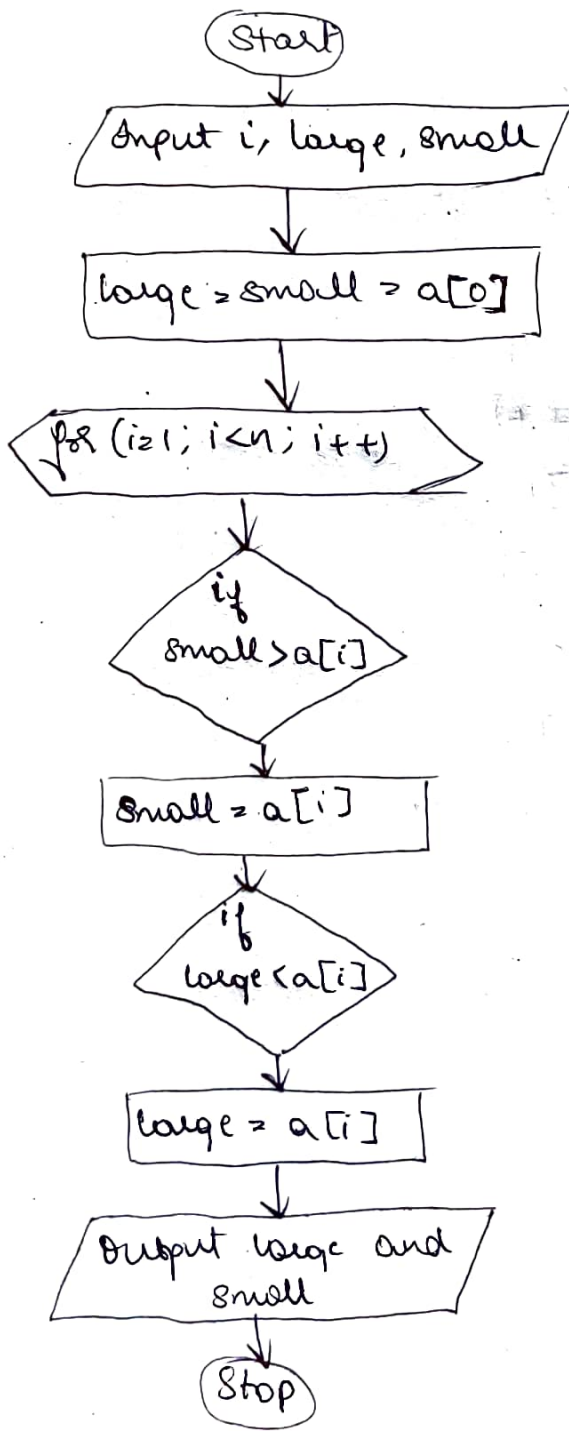 Start
Input i, large, small
large = small = a[0]
for (i=1; i<n; i++)
if
small>a[i]
small = a[i]
if
large<a[i]
large = a[i]
Output large and
small
Stop